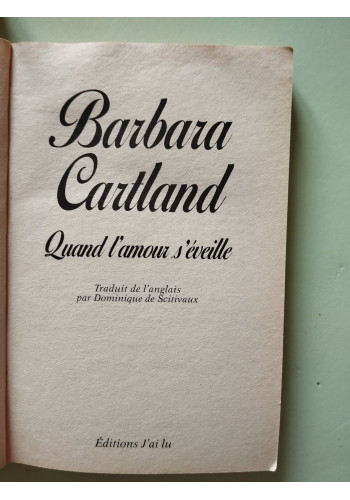 Barbara
Cartland
Quand l'amour s'éveille
Traduit de l'anglais
par Dominique de Scitivaux
Éditions J'ai lu